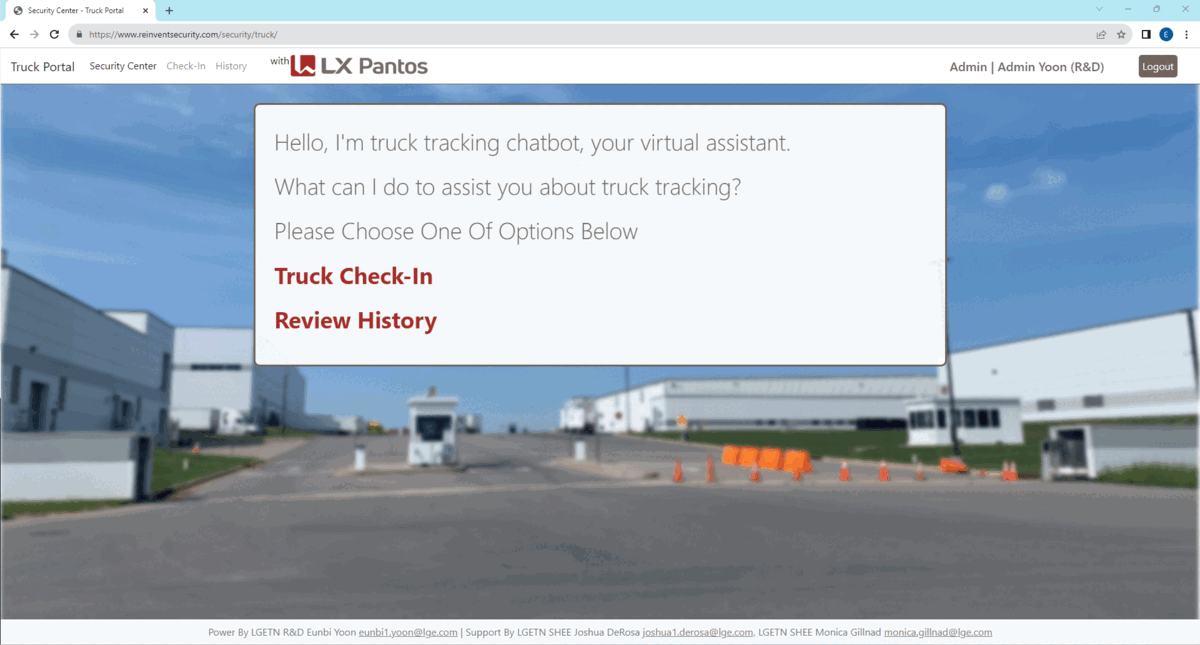 Security Center - Truck Portal
https://www.reinventsecurity.com/security/truck/
E
Truck Portal Security Center Check-In History with LX Pantos Admin | Admin Yoon (R&D) Logout
Hello, I'm truck tracking chatbot, your virtual assistant.
What can I do to assist you about truck tracking?
Please Choose One Of Options Below
Truck Check-In
Review History
Power By LGETN R&D Eunbi Yoon eunbi1.yoon@lge.com | Support By LGETN SHEE Joshua DeRosa joshua1.derosa@lge.com, LGETN SHEE Monica Gillnad monica.gillnad@lge.com